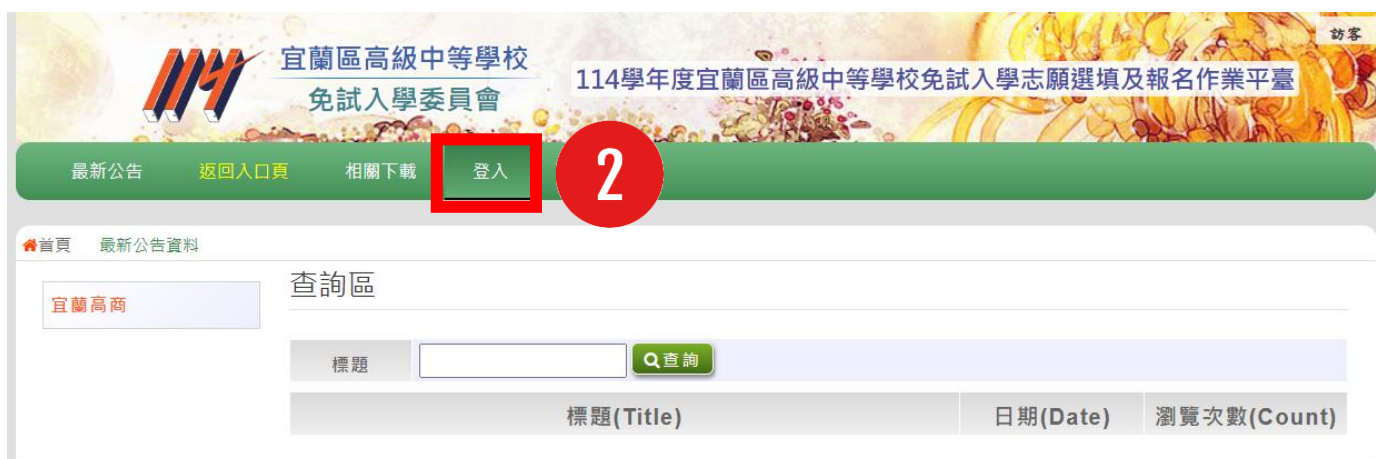 訪客
114
宜蘭區高級中等學校
免試入學委員會
114學年度宜蘭區高級中等學校免試入學志願選填及報名作業平臺
最新公告 返回入口頁 相關下載 登入 2
首頁 最新公告資料
宜蘭高商
查詢區
標題 查詢
標題(Title) 日期(Date) 瀏覽次數(Count)